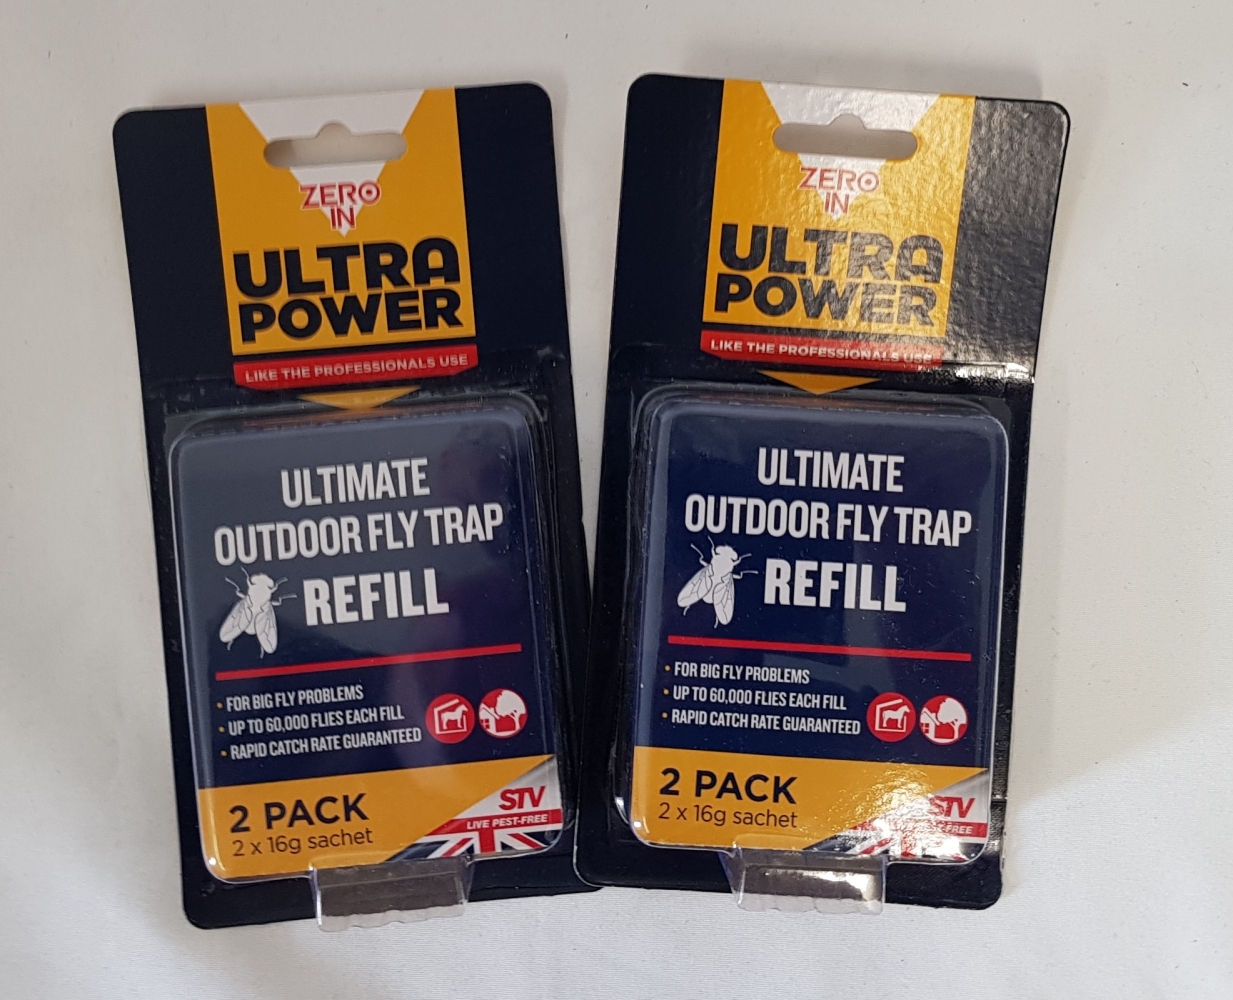 ZERO
IN
ULTRA
POWER
LIKE THE PROFESSIONALS USE
ULTIMATE
OUTDOOR FLY TRAP
REFILL
• FOR BIG FLY PROBLEMS
• UP TO 60,000 FLIES EACH FILL
• RAPID CATCH RATE GUARANTEED
2 PACK
2 x 16g sachet
STV
LIVE PEST-FREE
ZERO
IN
ULTRA
POWER
LIKE THE PROFESSIONALS USE
ULTIMATE
OUTDOOR FLY TRAP
REFILL
• FOR BIG FLY PROBLEMS
• UP TO 60,000 FLIES EACH FILL
• RAPID CATCH RATE GUARANTEED
2 PACK
2 x 16g sachet
STV
LIVE PEST-FREE